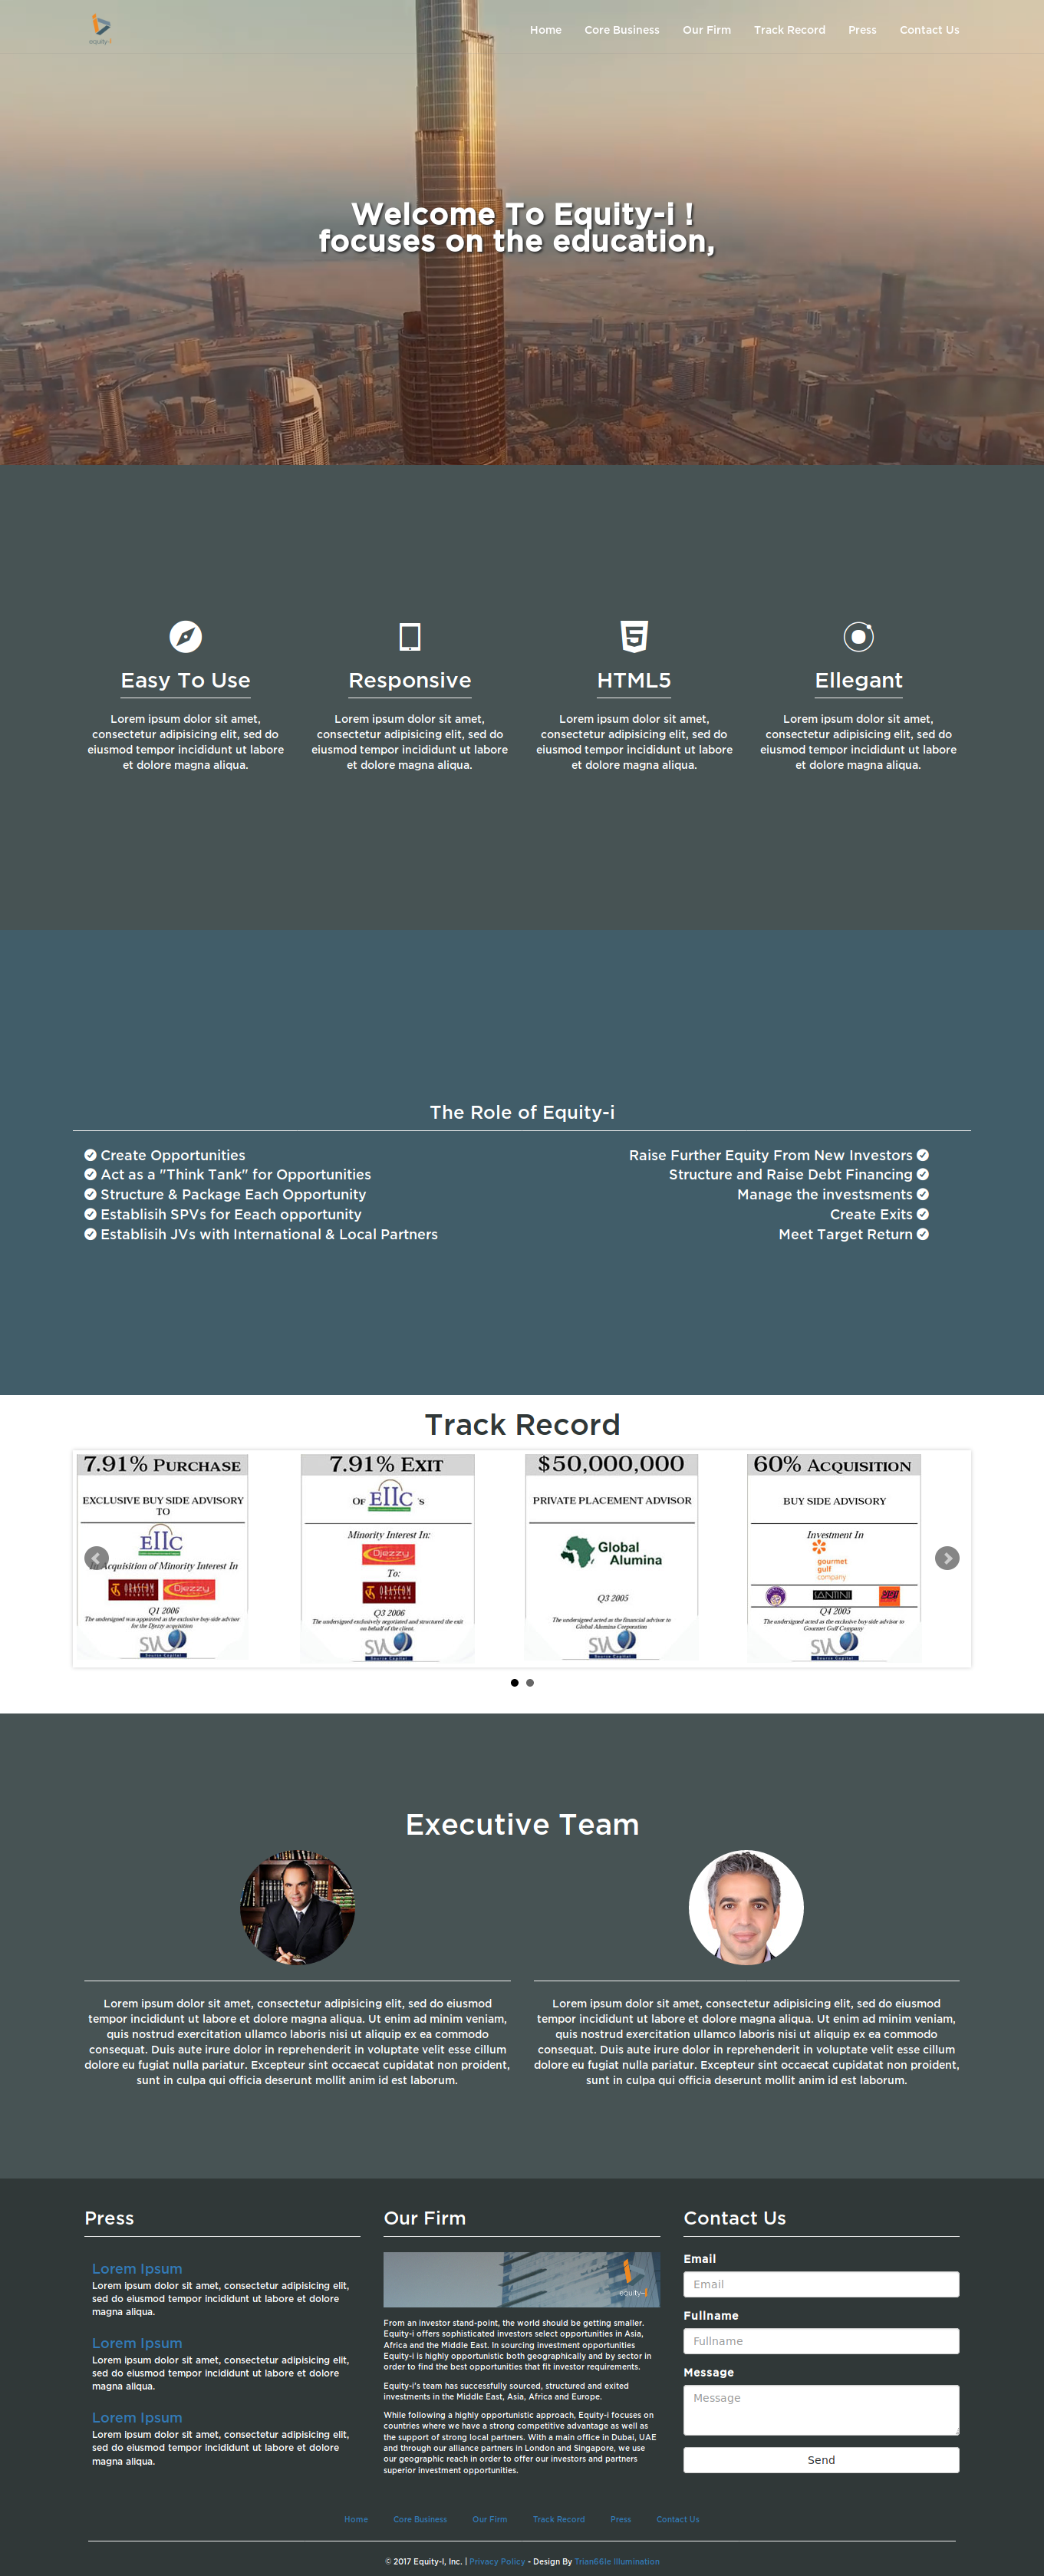 equity-i
Home Core Business Our Firm Track Record Press Contact Us
Welcome To Equity-i !
focuses on the education,
Easy To Use
Lorem ipsum dolor sit amet,
consectetur adipisicing elit, sed do
eiusmod tempor incididunt ut labore
et dolore magna aliqua.
Responsive
Lorem ipsum dolor sit amet,
consectetur adipisicing elit, sed do
eiusmod tempor incididunt ut labore
et dolore magna aliqua.
HTML5
Lorem ipsum dolor sit amet,
consectetur adipisicing elit, sed do
eiusmod tempor incididunt ut labore
et dolore magna aliqua.
Ellegant
Lorem ipsum dolor sit amet,
consectetur adipisicing elit, sed do
eiusmod tempor incididunt ut labore
et dolore magna aliqua.
The Role of Equity-i
Create Opportunities
Act as a "Think Tank" for Opportunities
Structure & Package Each Opportunity
Establisih SPVs for Eeach opportunity
Establisih JVs with International & Local Partners
Raise Further Equity From New Investors
Structure and Raise Debt Financing
Manage the investsments
Create Exits
Meet Target Return
Track Record
7.91% PURCHASE
EXCLUSIVE BUY SIDE ADVISORY
TO
EIIC
Acquisition of Minority Interest In
ORASCOM TELECOM Djezzy
Q1 2006
The undersigned was appointed as the exclusive buy-side advisor
for the Djezzy acquisition
Source Capital
7.91% EXIT
OF EIIC 's
Minority Interest In:
Djezzy
To:
ORASCOM TELECOM
Q3 2006
The undersigned exclusively negotiated and structured the exit
on behalf of the client.
Source Capital
$50,000,000
PRIVATE PLACEMENT ADVISOR
Global
Alumina
Q3 2005
The undersigned acted as the financial advisor to
Global Alumina Corporation
Source Capital
60% ACQUISITION
BUY SIDE ADVISORY
Investment In
gourmet
gulf
company
Q4 2005
The undersigned acted as the exclusive buy-side advisor to
Gourmet Gulf Company
Source Capital
Executive Team
Lorem ipsum dolor sit amet, consectetur adipisicing elit, sed do eiusmod
tempor incididunt ut labore et dolore magna aliqua. Ut enim ad minim veniam,
quis nostrud exercitation ullamco laboris nisi ut aliquip ex ea commodo
consequat. Duis aute irure dolor in reprehenderit in voluptate velit esse cillum
dolore eu fugiat nulla pariatur. Excepteur sint occaecat cupidatat non proident,
sunt in culpa qui officia deserunt mollit anim id est laborum.
Lorem ipsum dolor sit amet, consectetur adipisicing elit, sed do eiusmod
tempor incididunt ut labore et dolore magna aliqua. Ut enim ad minim veniam,
quis nostrud exercitation ullamco laboris nisi ut aliquip ex ea commodo
consequat. Duis aute irure dolor in reprehenderit in voluptate velit esse cillum
dolore eu fugiat nulla pariatur. Excepteur sint occaecat cupidatat non proident,
sunt in culpa qui officia deserunt mollit anim id est laborum.
Press
Lorem Ipsum
Lorem ipsum dolor sit amet, consectetur adipisicing elit,
sed do eiusmod tempor incididunt ut labore et dolore
magna aliqua.
Lorem Ipsum
Lorem ipsum dolor sit amet, consectetur adipisicing elit,
sed do eiusmod tempor incididunt ut labore et dolore
magna aliqua.
Lorem Ipsum
Lorem ipsum dolor sit amet, consectetur adipisicing elit,
sed do eiusmod tempor incididunt ut labore et dolore
magna aliqua.
Our Firm
equity-i
From an investor stand-point, the world should be getting smaller.
Equity-i offers sophisticated investors select opportunities in Asia,
Africa and the Middle East. In sourcing investment opportunities
Equity-i is highly opportunistic both geographically and by sector in
order to find the best opportunities that fit investor requirements.
Equity-i's team has successfully sourced, structured and exited
investments in the Middle East, Asia, Africa and Europe.
While following a highly opportunistic approach, Equity-i focuses on
countries where we have a strong competitive advantage as well as
the support of strong local partners. With a main office in Dubai, UAE
and through our alliance partners in London and Singapore, we use
our geographic reach in order to offer our investors and partners
superior investment opportunities.
Contact Us
Email
Email
Fullname
Fullname
Message
Message
Send
Home Core Business Our Firm Track Record Press Contact Us
© 2017 Equity-I, Inc. | Privacy Policy - Design By Trian66le Illumination